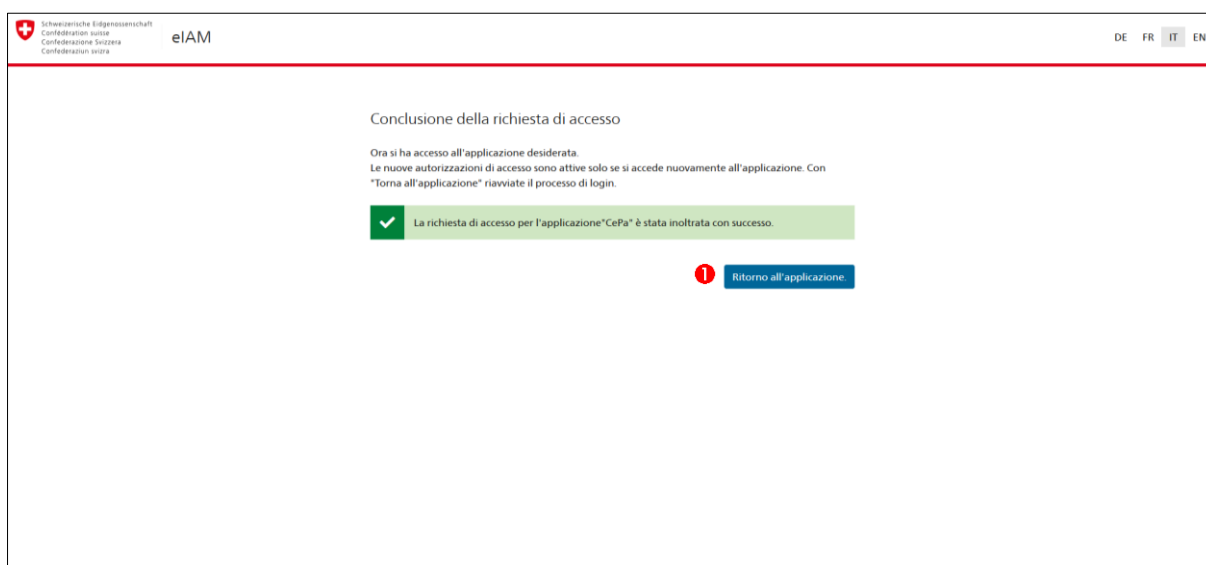 Schweizerische Eidgenossenschaft
Confédération suisse
Confederazione Svizzera
Confederaziun svizra
eIAM
DE FR IT EN
Conclusione della richiesta di accesso
Ora si ha accesso all'applicazione desiderata.
Le nuove autorizzazioni di accesso sono attive solo se si accede nuovamente all'applicazione. Con
"Torna all'applicazione" riavviate il processo di login.
La richiesta di accesso per l'applicazione"CePa" è stata inoltrata con successo.
1 Ritorno all'applicazione.